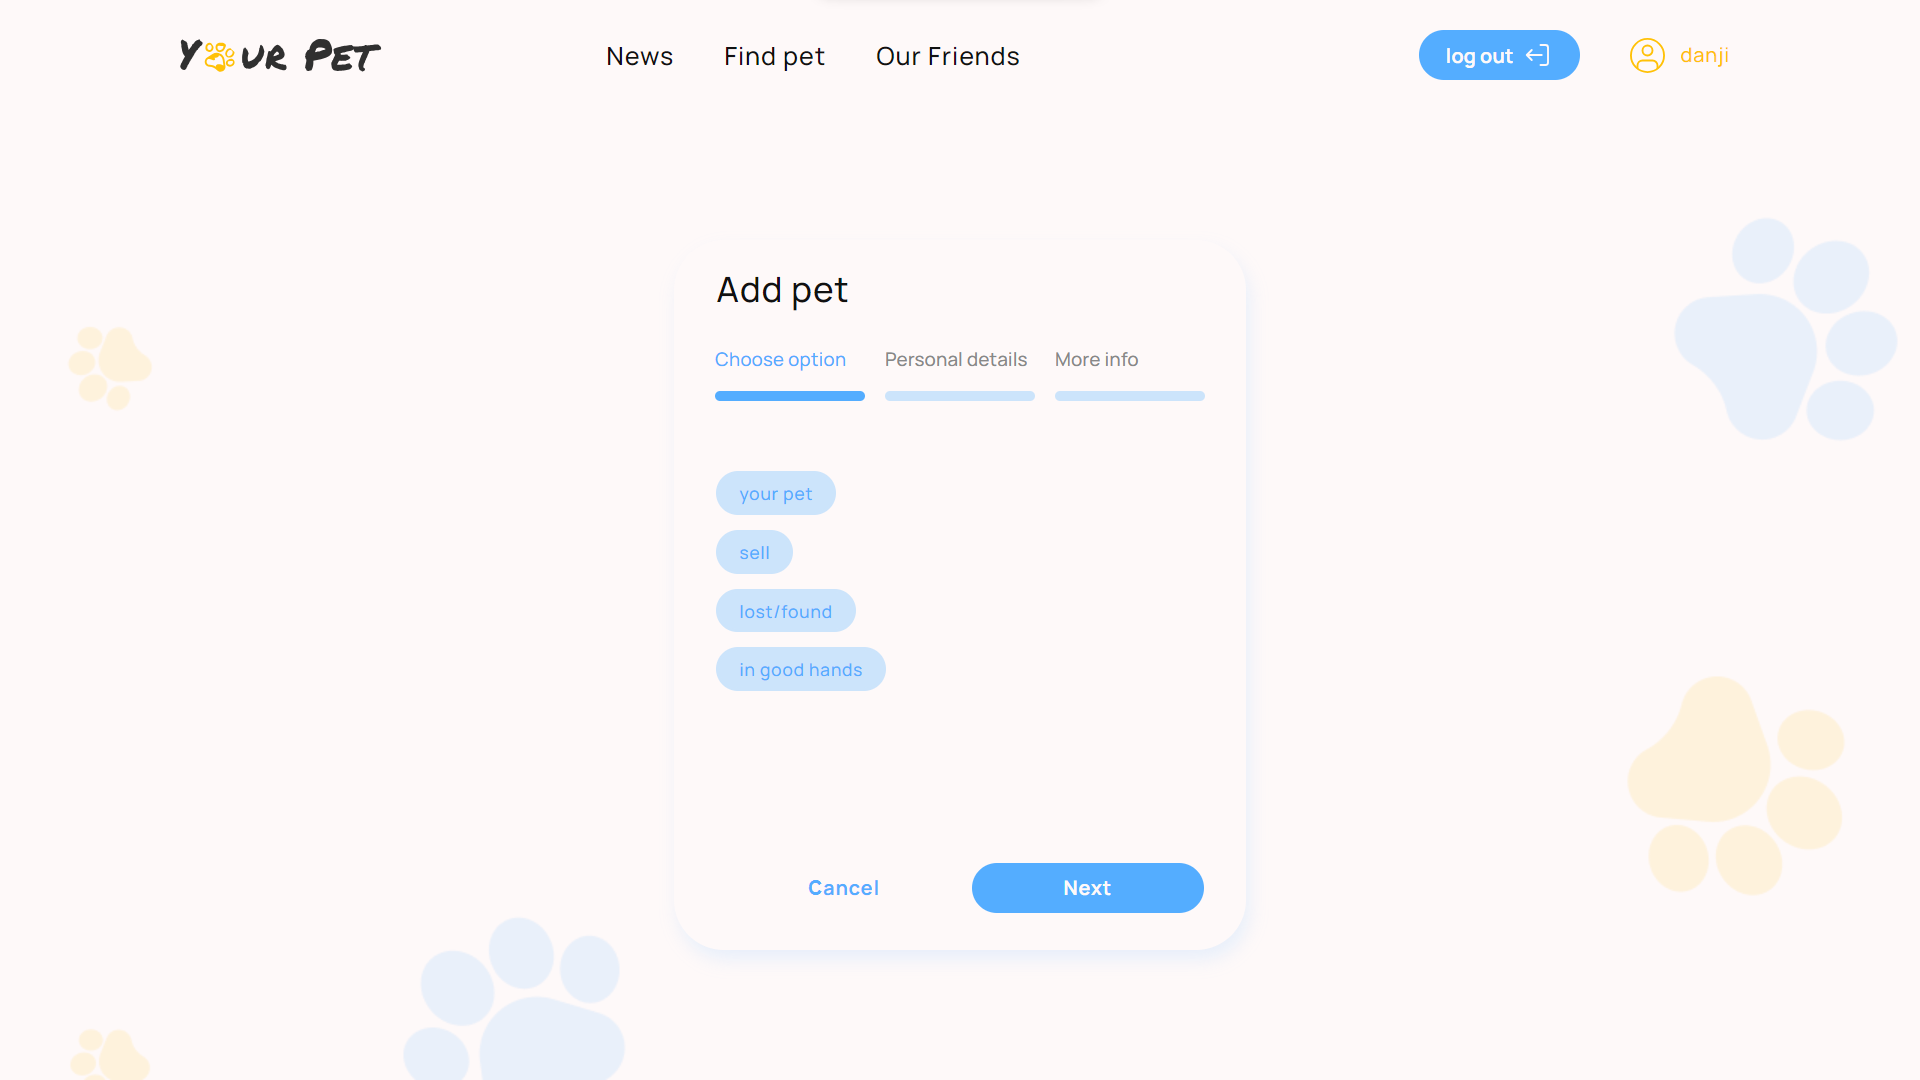 Your Pet News Find pet Our Friends log out danji
Add pet
Choose option Personal details More info
your pet
sell
lost/found
in good hands
Cancel Next